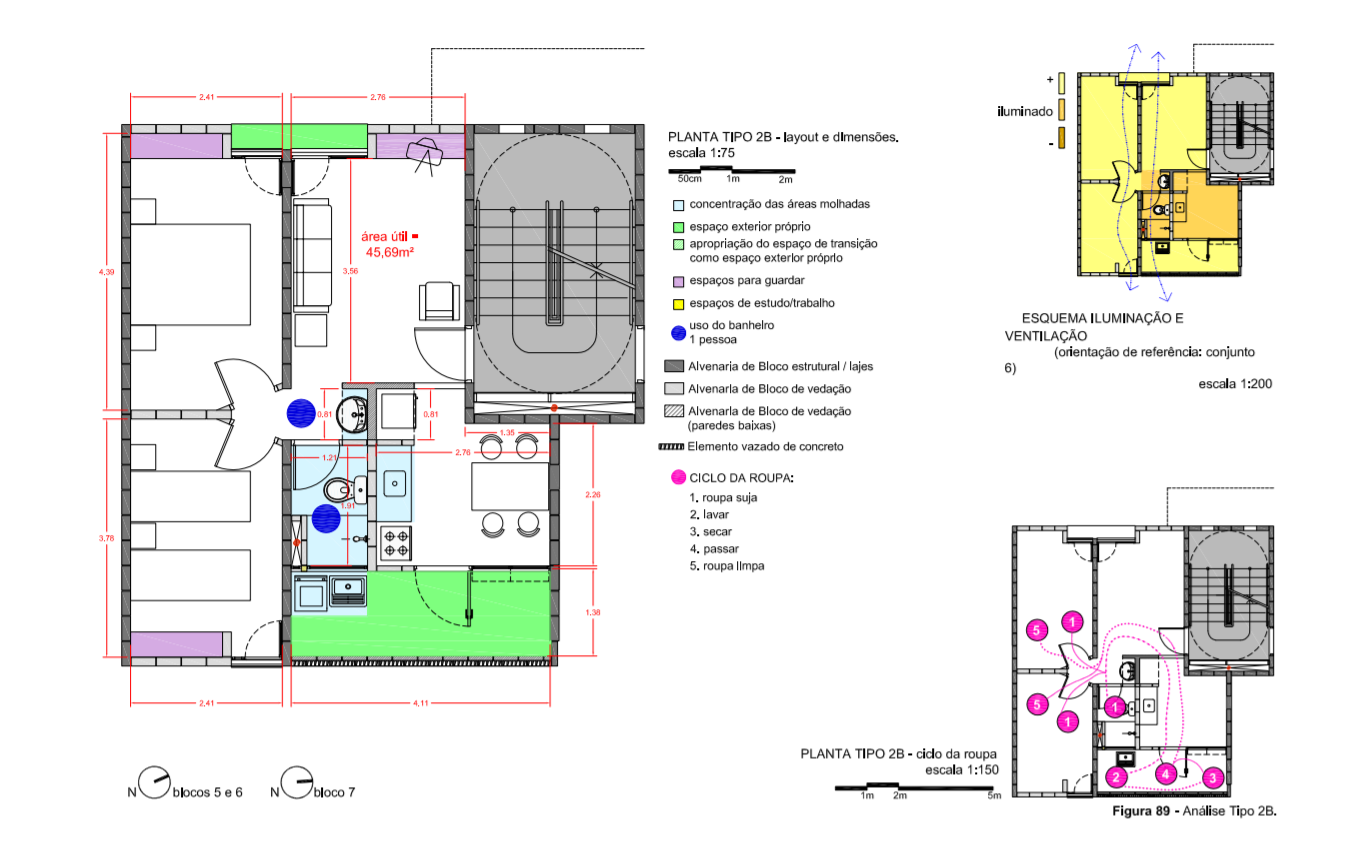 2,41
2,76
4,39
área útil =
45,69m²
3,56
0,81
0,81
1,35
1,21
2,76
1,91
2,26
3,78
1,38
2,41
4,11
N
blocos 5 e 6
N
bloco 7
PLANTA TIPO 2B - layout e dimensões.
escala 1:75
50cm 1m 2m
concentração das áreas molhadas
espaço exterior próprio
apropriação do espaço de transição
como espaço exterior próprio
espaços para guardar
espaços de estudo/trabalho
uso do banheiro
1 pessoa
Alvenaria de Bloco estrutural / lajes
Alvenaria de Bloco de vedação
Alvenaria de Bloco de vedação
(paredes baixas)
Elemento vazado de concreto
CICLO DA ROUPA:
1. roupa suja
2. lavar
3. secar
4. passar
5. roupa limpa
+
iluminado
-
ESQUEMA ILUMINAÇÃO E
VENTILAÇÃO
(orientação de referência: conjunto
6)
escala 1:200
5
1
5
1
1
2
4
3
PLANTA TIPO 2B - ciclo da roupa
escala 1:150
1m 2m 5m
Figura 89 - Análise Tipo 2B.